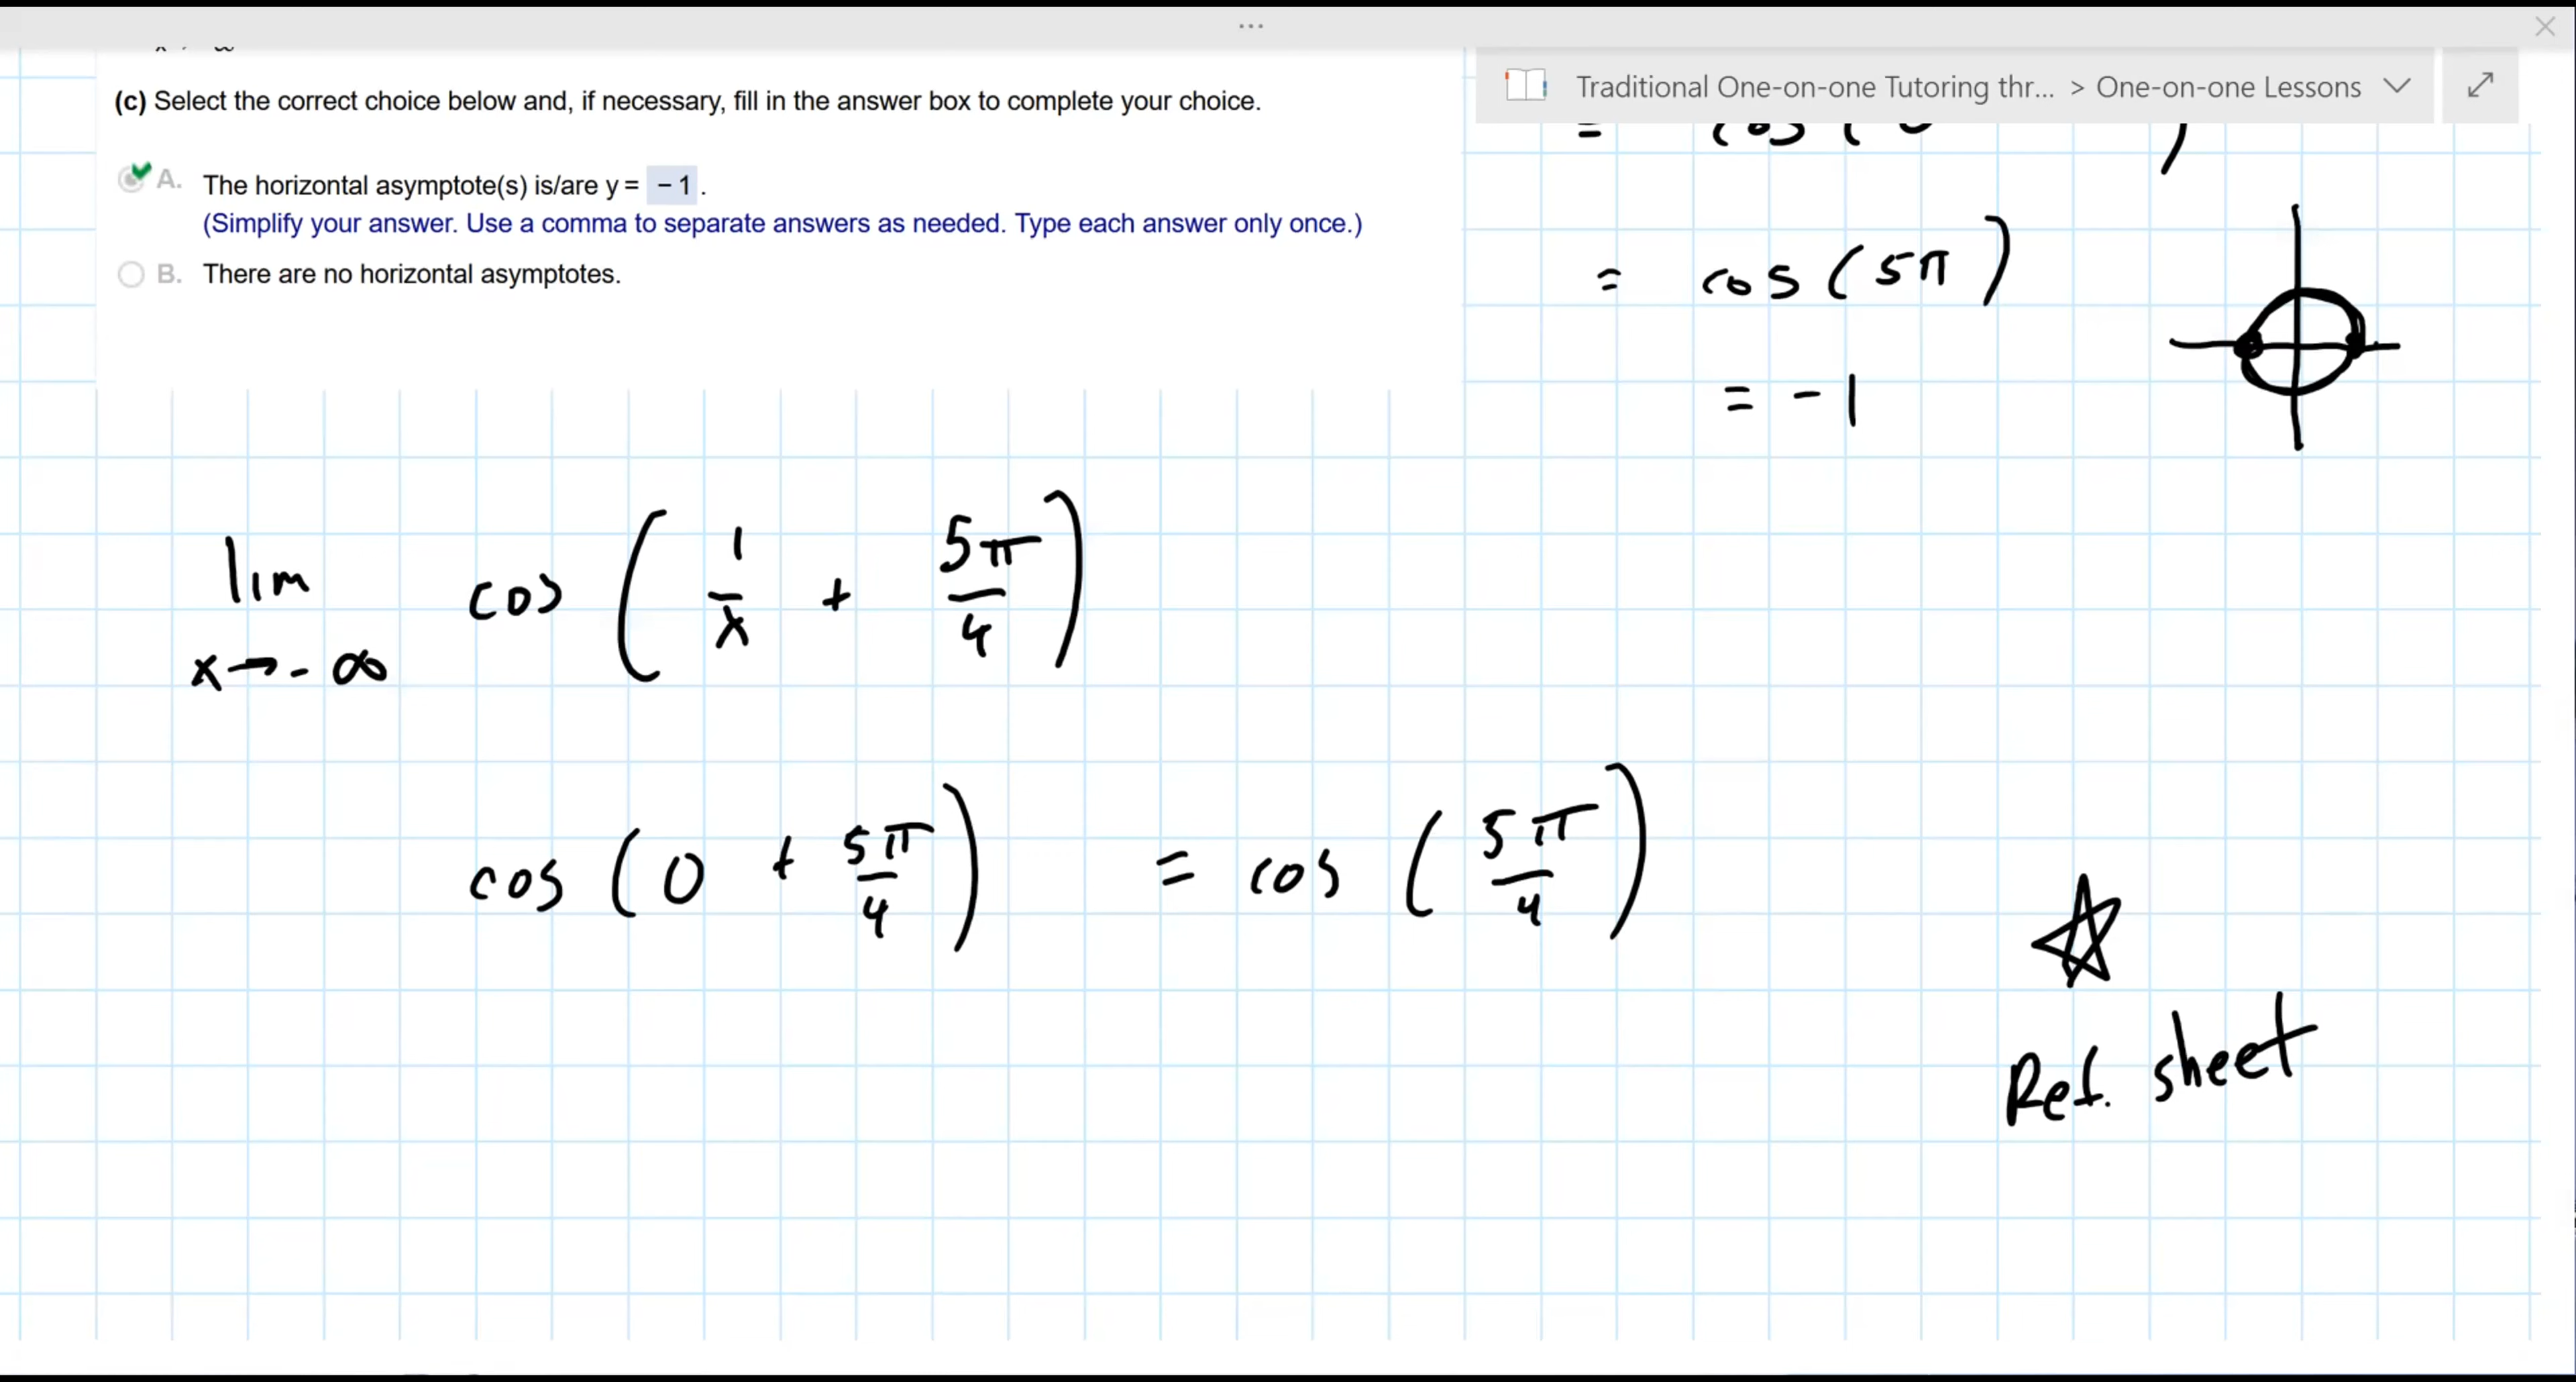 (c) Select the correct choice below and, if necessary, fill in the answer box to complete your choice.
A. The horizontal asymptote(s) is/are y = − 1 .
(Simplify your answer. Use a comma to separate answers as needed. Type each answer only once.)
B. There are no horizontal asymptotes.
Traditional One-on-one Tutoring thr... > One-on-one Lessons
= cos (5π)
= -1
lim x→-∞ cos (1/x + 5π/4)
cos (0 + 5π/4) = cos (5π/4)
Ref. sheet